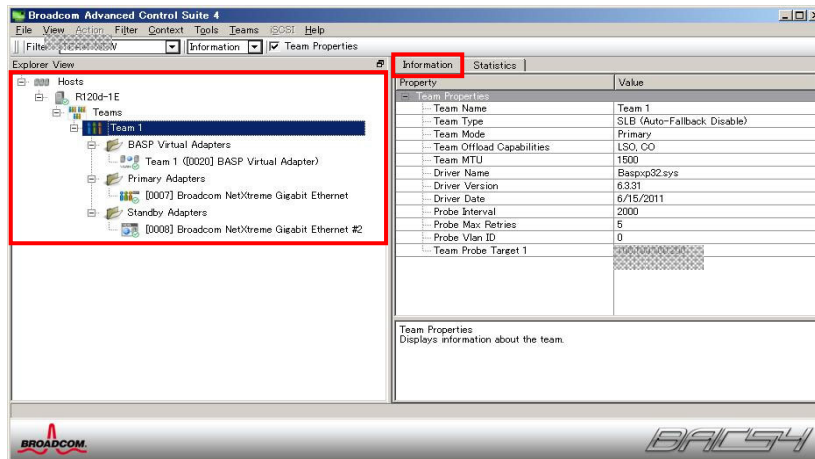 Broadcom Advanced Control Suite 4
File View Action Filter Context Tools Teams iSCSI Help
Information Team Properties
Explorer View
Hosts
R120d-1E
Teams
Team 1
BASP Virtual Adapters
Team 1 ([0020] BASP Virtual Adapter)
Primary Adapters
[0007] Broadcom NetXtreme Gigabit Ethernet
Standby Adapters
[0008] Broadcom NetXtreme Gigabit Ethernet #2
Information Statistics
Property Value
Team Properties
Team Name Team 1
Team Type SLB (Auto-Fallback Disable)
Team Mode Primary
Team Offload Capabilities LSO, CO
Team MTU 1500
Driver Name Baspxp32.sys
Driver Version 6.3.31
Driver Date 6/15/2011
Probe Interval 2000
Probe Max Retries 5
Probe Vlan ID 0
Team Probe Target 1
Team Properties
Displays information about the team.
BROADCOM.
BACS4